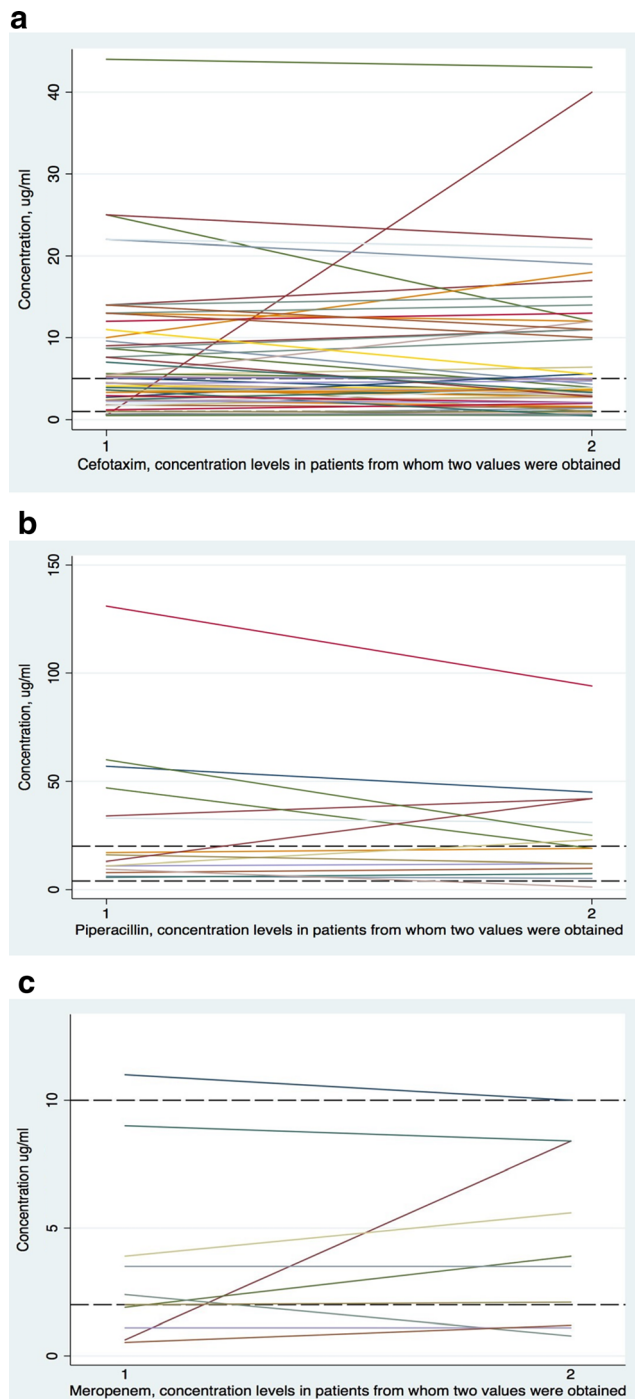 a
Concentration, ug/ml
40
30
20
10
0
1
2
Cefotaxim, concentration levels in patients from whom two values were obtained
b
Concentration, ug/ml
150
100
50
0
1
2
Piperacillin, concentration levels in patients from whom two values were obtained
c
Concentration ug/ml
10
5
0
1
2
Meropenem, concentration levels in patients from whom two values were obtained